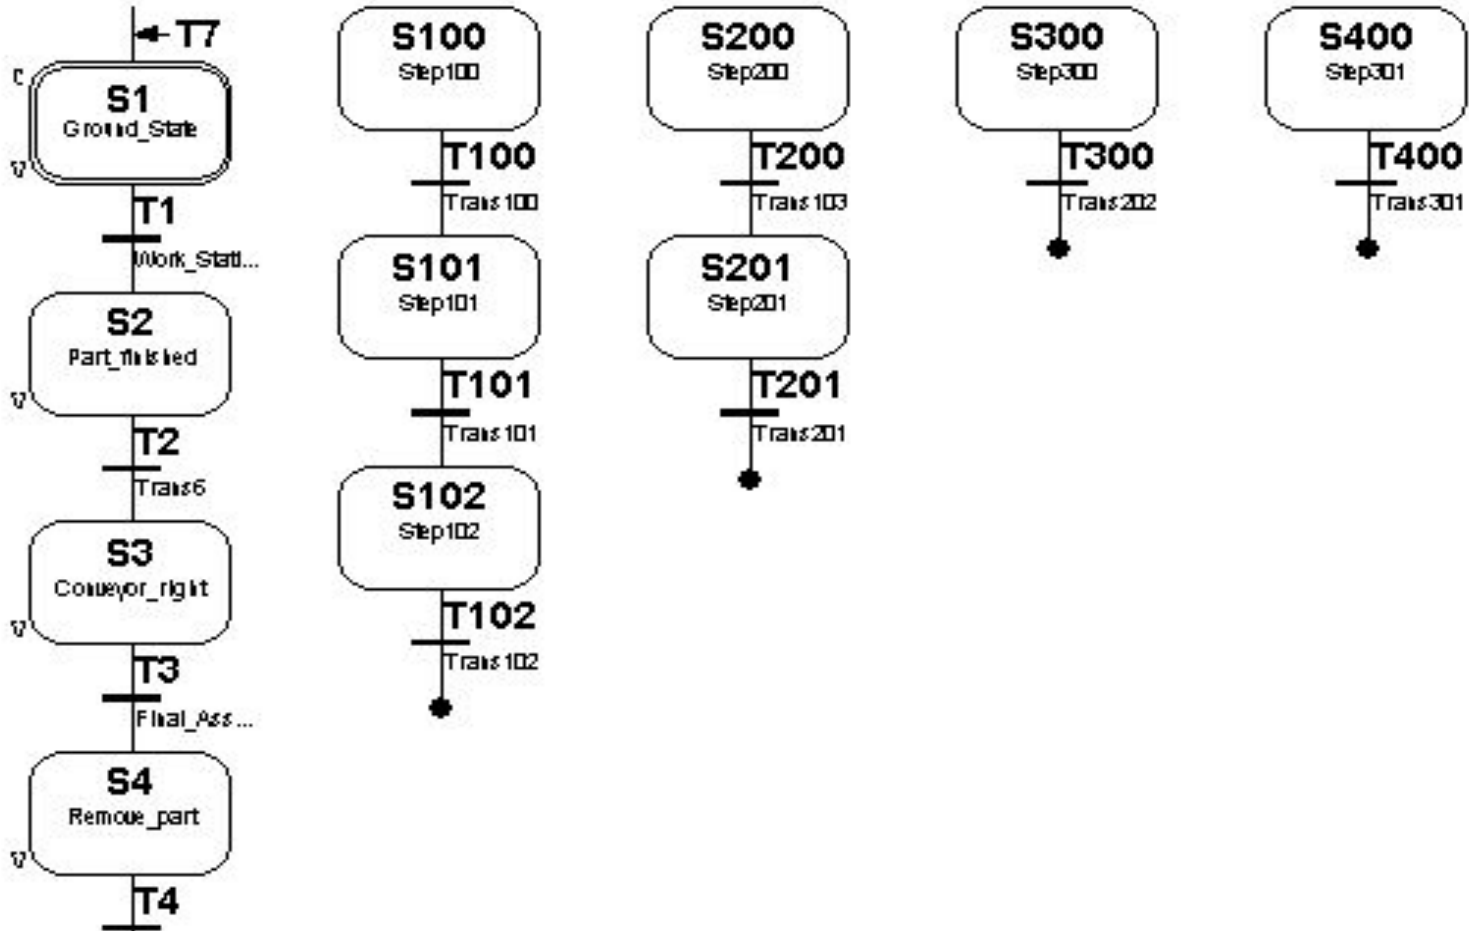 T7
S1
Ground_State
T1
Work_Stati...
S2
Part_finished
T2
Trans6
S3
Conveyor_right
T3
Final_Ass...
S4
Remove_part
T4
S100
Step100
T100
Trans100
S101
Step101
T101
Trans101
S102
Step102
T102
Trans102
S200
Step200
T200
Trans103
S201
Step201
T201
Trans201
S300
Step300
T300
Trans202
S400
Step301
T400
Trans301